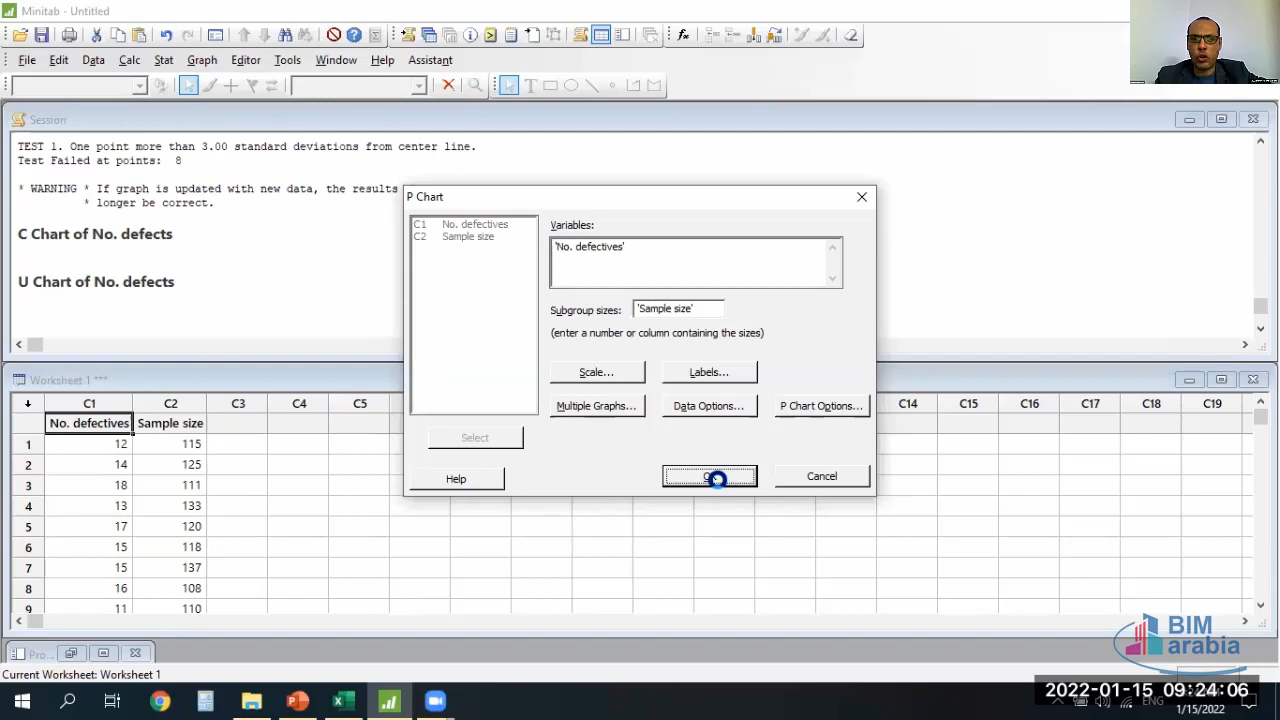 Minitab - Untitled
File Edit Data Calc Stat Graph Editor Tools Window Help Assistant
Session
TEST 1. One point more than 3.00 standard deviations from center line.
Test Failed at points: 8
* WARNING * If graph is updated with new data, the results
* longer be correct.
C Chart of No. defects
U Chart of No. defects
P Chart
C1 No. defectives
C2 Sample size
Variables:
'No. defectives'
Subgroup sizes: 'Sample size'
(enter a number or column containing the sizes)
Scale... Labels...
Multiple Graphs... Data Options... P Chart Options...
Select
Help Cancel
Worksheet 1 ***
C1 C2 C3 C4 C5 C14 C15 C16 C17 C18 C19
No. defectives Sample size
1 12 115
2 14 125
3 18 111
4 13 133
5 17 120
6 15 118
7 15 137
8 16 108
9 11 110
BIM
arabia
Pro...
Current Worksheet: Worksheet 1
2022-01-15 09:24:06
ENG
1/15/2022